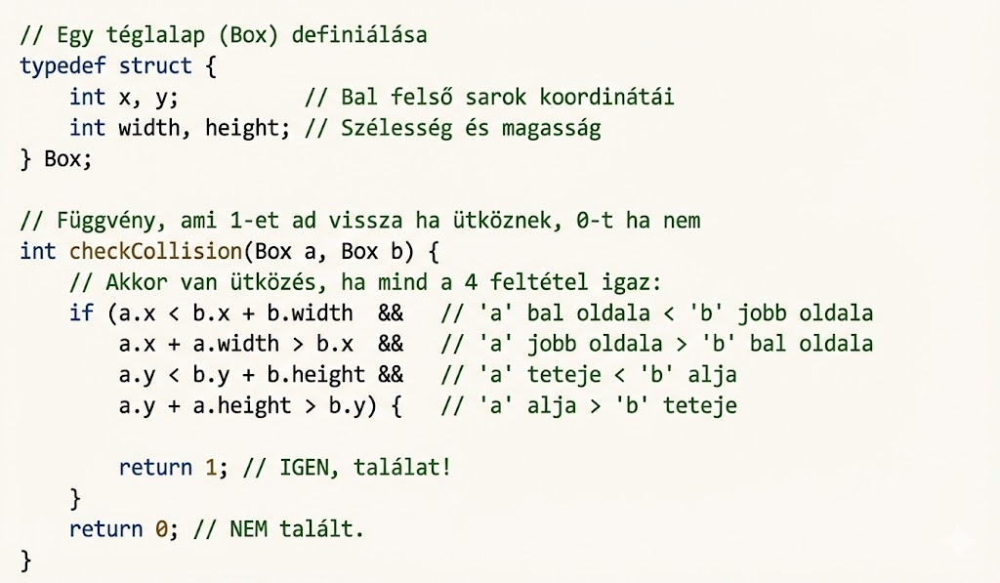 // Egy téglalap (Box) definiálása
typedef struct {
    int x, y;          // Bal felső sarok koordinátái
    int width, height; // Szélesség és magasság
} Box;

// Függvény, ami 1-et ad vissza ha ütköznek, 0-t ha nem
int checkCollision(Box a, Box b) {
    // Akkor van ütközés, ha mind a 4 feltétel igaz:
    if (a.x < b.x + b.width  &&   // 'a' bal oldala < 'b' jobb oldala
        a.x + a.width > b.x  &&   // 'a' jobb oldala > 'b' bal oldala
        a.y < b.y + b.height &&   // 'a' teteje < 'b' alja
        a.y + a.height > b.y) {   // 'a' alja > 'b' teteje

        return 1; // IGEN, találat!
    }
    return 0; // NEM talált.
}